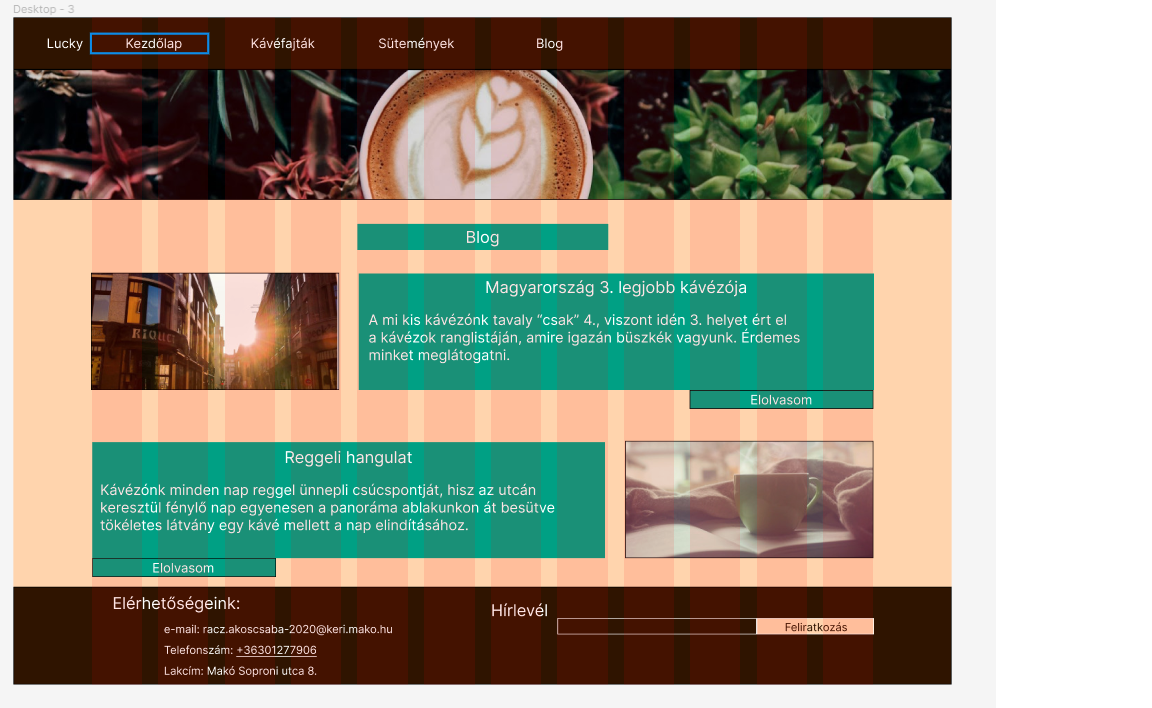 Desktop - 3
Lucky Kezdőlap Kávéfajták Sütemények Blog
Blog
RIQUE
Magyarország 3. legjobb kávézója
A mi kis kávézónk tavaly “csak” 4., viszont idén 3. helyet ért el
a kávézok ranglistáján, amire igazán büszkék vagyunk. Érdemes
minket meglátogatni.
Elolvasom
Reggeli hangulat
Kávézónk minden nap reggel ünnepli csúcspontját, hisz az utcán
keresztül fénylő nap egyenesen a panoráma ablakunkon át besütve
tökéletes látvány egy kávé mellett a nap elindításához.
Elolvasom
Elérhetőségeink:
e-mail: racz.akoscsaba-2020@keri.mako.hu
Telefonszám: +36301277906
Lakcím: Makó Soproni utca 8.
Hírlevél
Feliratkozás